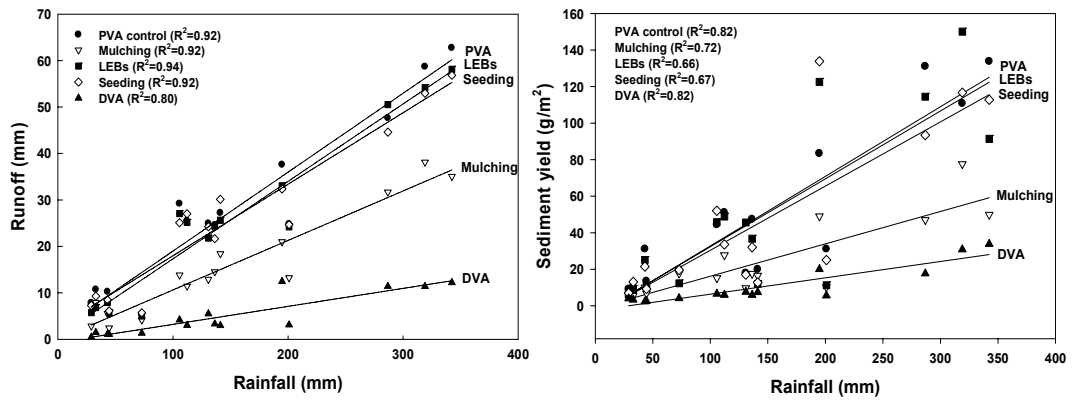 70
60
50
40
30
20
10
0
Runoff (mm)
PVA control (R²=0.92)
Mulching (R²=0.92)
LEBs (R²=0.94)
Seeding (R²=0.92)
DVA (R²=0.80)
PVA
LEBs
Seeding
Mulching
DVA
0 100 200 300 400
Rainfall (mm)
160
140
120
100
80
60
40
20
0
Sediment yield (g/m²)
PVA control (R²=0.82)
Mulching (R²=0.72)
LEBs (R²=0.66)
Seeding (R²=0.67)
DVA (R²=0.82)
PVA
LEBs
Seeding
Mulching
DVA
0 50 100 150 200 250 300 350 400
Rainfall (mm)